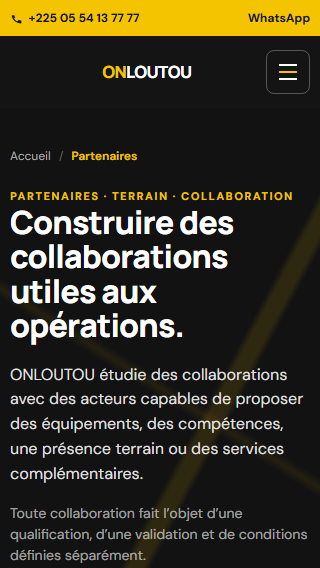 +225 05 54 13 77 77 WhatsApp
ONLOUTOU
Accueil / Partenaires
PARTENAIRES · TERRAIN · COLLABORATION
Construire des
collaborations
utiles aux
opérations.
ONLOUTOU étudie des collaborations
avec des acteurs capables de proposer
des équipements, des compétences,
une présence terrain ou des services
complémentaires.
Toute collaboration fait l’objet d’une
qualification, d’une validation et de conditions
définies séparément.